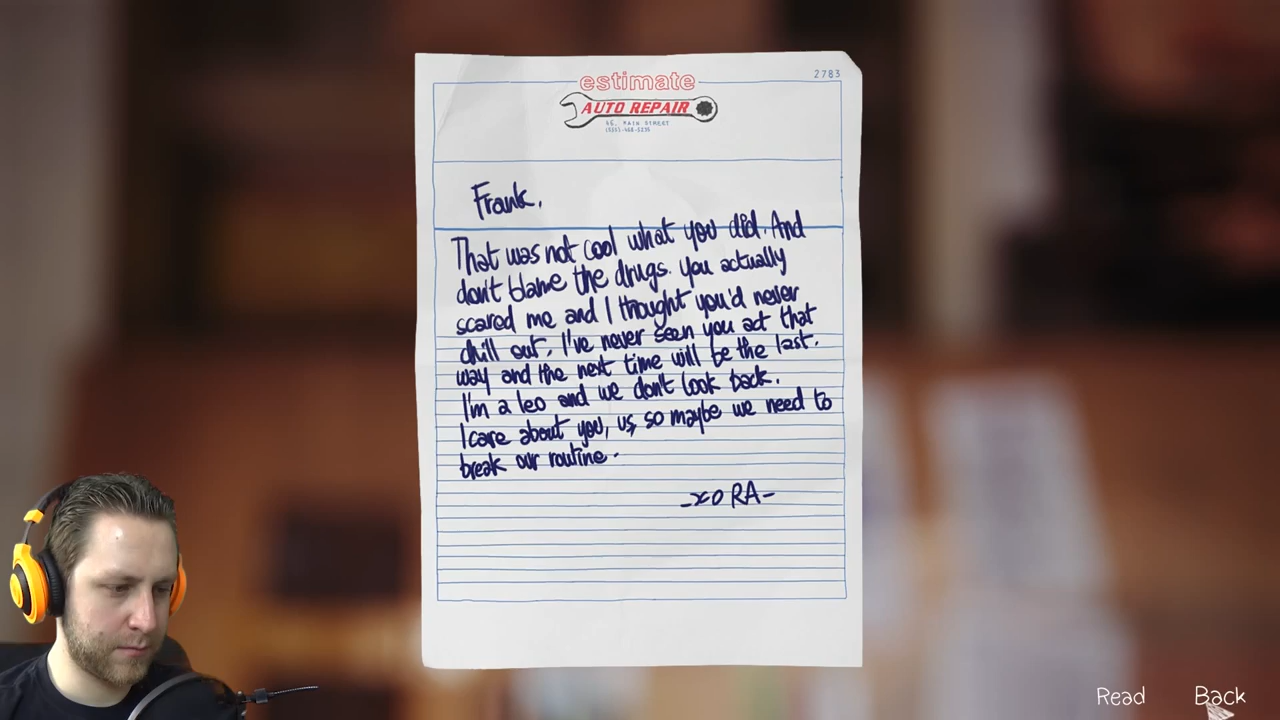 2783
estimate
AUTO REPAIR
45. MAIN STREET
Frank,
That was not cool what you did. And
don't blame the drugs. You actually
scared me and I thought you'd never
chill out. I've never seen you act that
way and the next time will be the last.
I'm a leo and we don't look back.
I care about you, us, so maybe we need to
break our routine.
-xo RA-
Read
Back